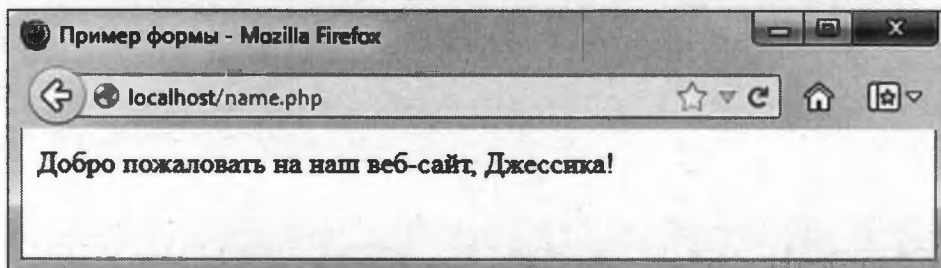 Пример формы - Mozilla Firefox
localhost/name.php
Добро пожаловать на наш веб-сайт, Джессика!